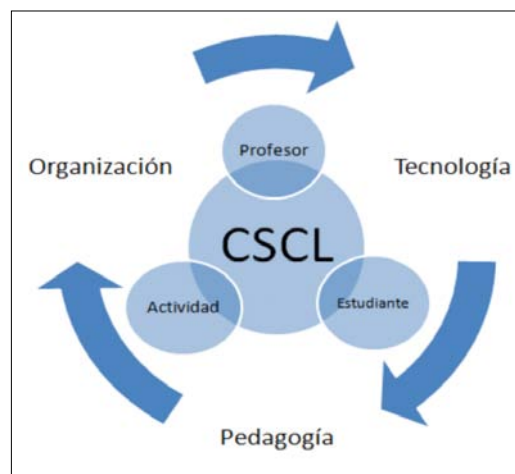 Profesor
Organización
Tecnología
CSCL
Actividad
Estudiante
Pedagogía